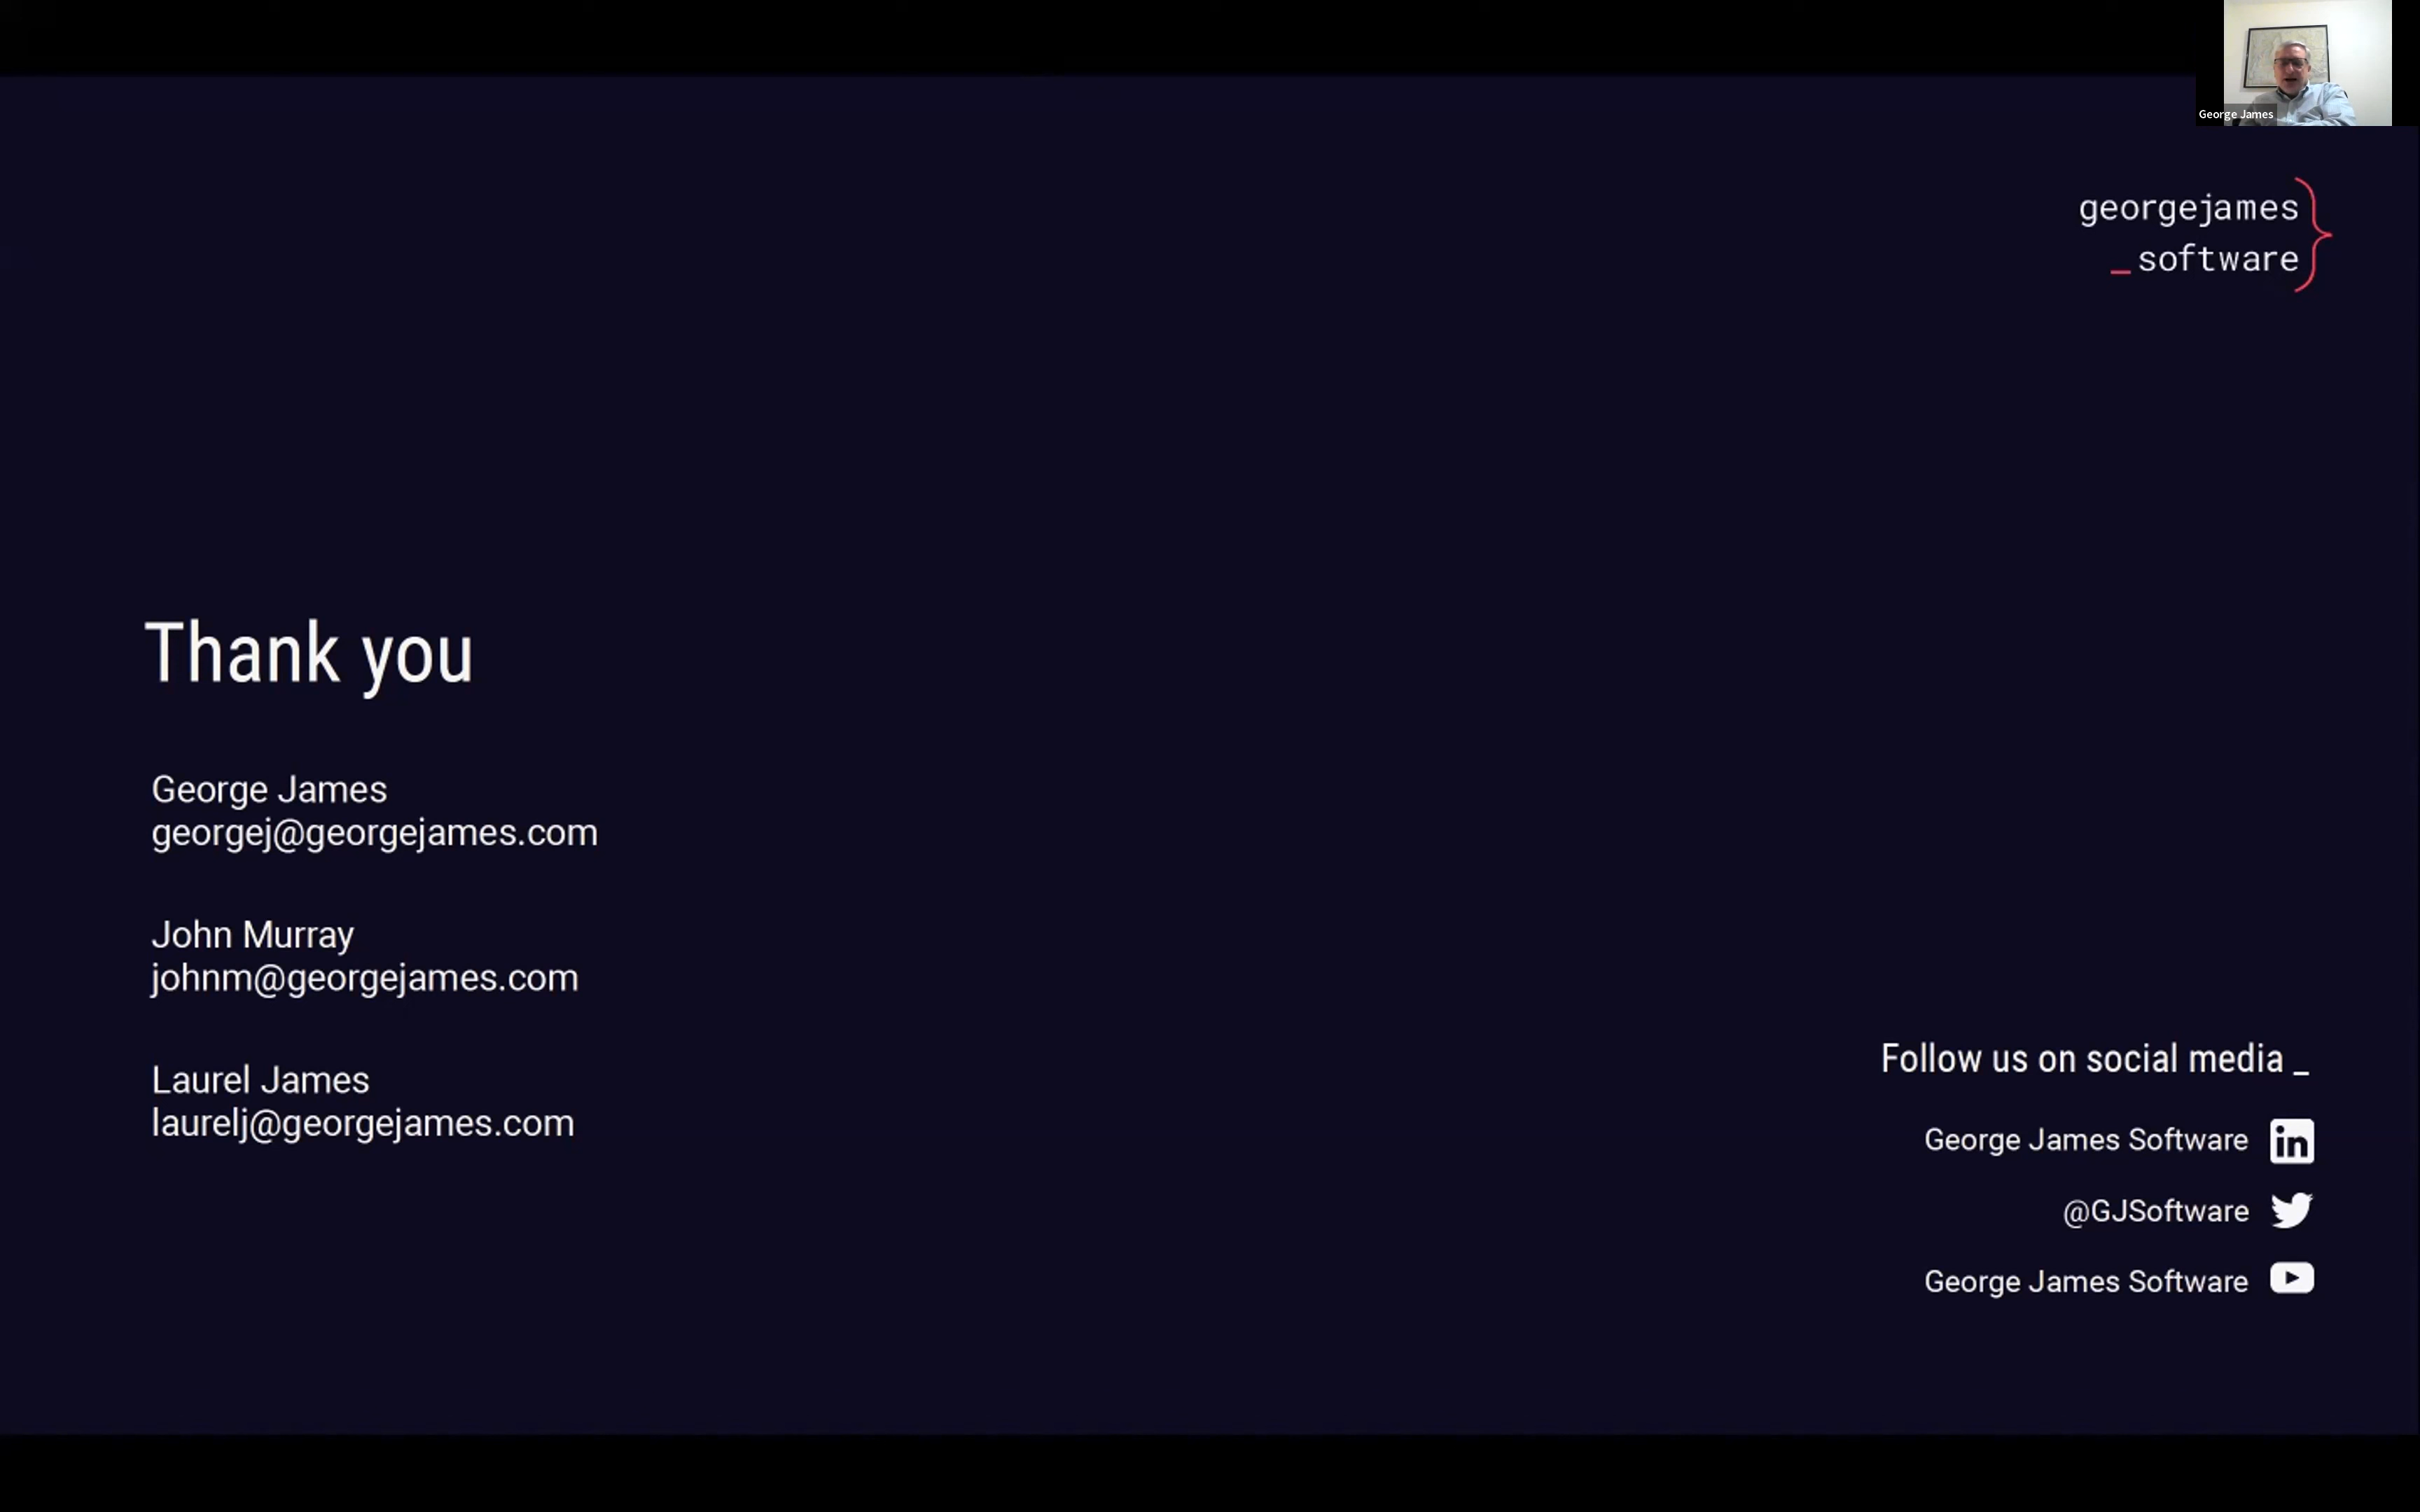 George James
georgejames
_software
Thank you
George James
georgej@georgejames.com
John Murray
johnm@georgejames.com
Laurel James
laurelj@georgejames.com
Follow us on social media _
George James Software
in
@GJSoftware
George James Software